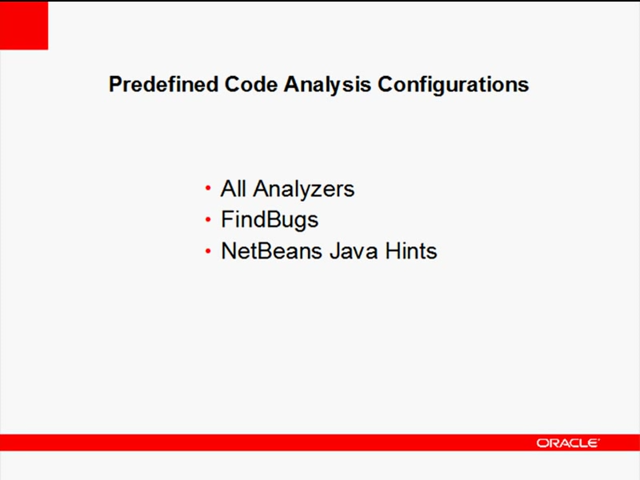 Predefined Code Analysis Configurations
• All Analyzers
• FindBugs
• NetBeans Java Hints
ORACLE